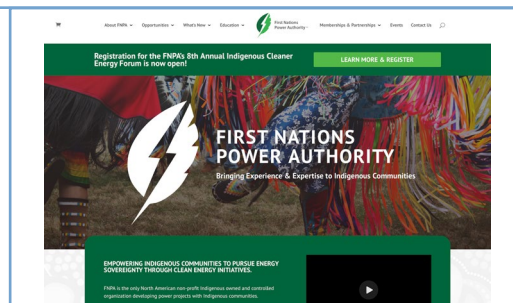 About FNPA Opportunities What's New Education First Nations Power Authority Memberships & Partnerships Events Contact Us
Registration for the FNPA's 8th Annual Indigenous Cleaner
Energy Forum is now open!
LEARN MORE & REGISTER
FIRST NATIONS
POWER AUTHORITY
Bringing Experience & Expertise to Indigenous Communities
EMPOWERING INDIGENOUS COMMUNITIES TO PURSUE ENERGY
SOVEREIGNTY THROUGH CLEAN ENERGY INITIATIVES.
FNPA is the only North American non-profit Indigenous owned and controlled
organization developing power projects with Indigenous communities.